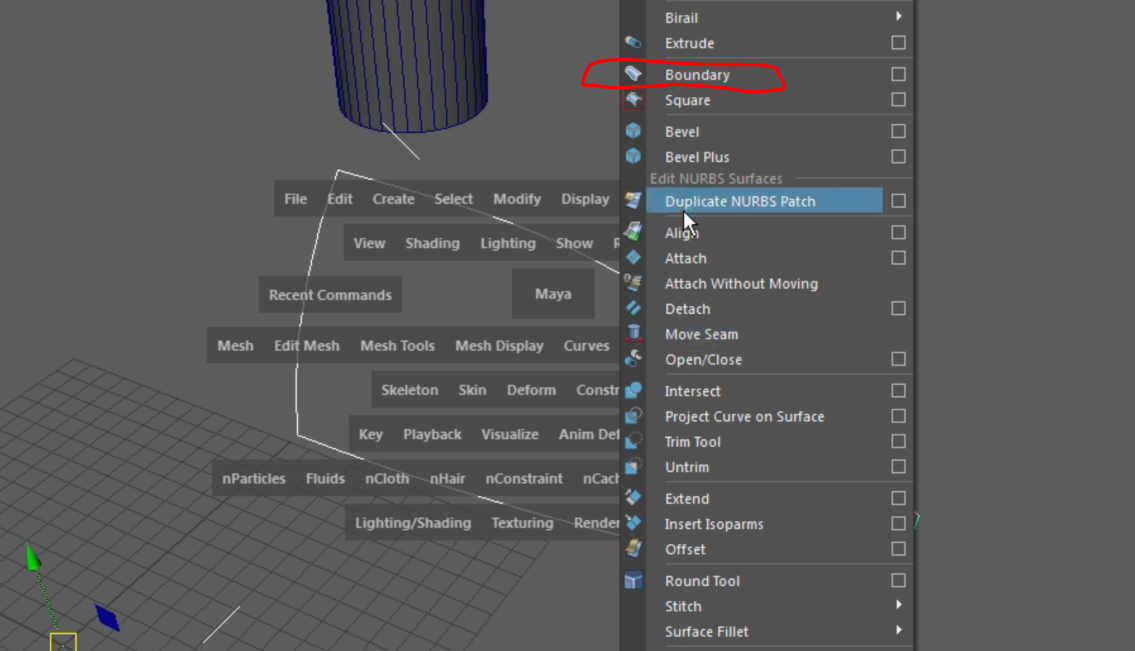 Birail
Extrude
Boundary
Square
Bevel
Bevel Plus
Edit NURBS Surfaces
Duplicate NURBS Patch
Align
Attach
Attach Without Moving
Detach
Move Seam
Open/Close
Intersect
Project Curve on Surface
Trim Tool
Untrim
Extend
Insert Isoparms
Offset
Round Tool
Stitch
Surface Fillet
File Edit Create Select Modify Display
View Shading Lighting Show
Recent Commands Maya
Mesh Edit Mesh Mesh Tools Mesh Display Curves
Skeleton Skin Deform Constr
Key Playback Visualize Anim Def
nParticles Fluids nCloth nHair nConstraint nCach
Lighting/Shading Texturing Render